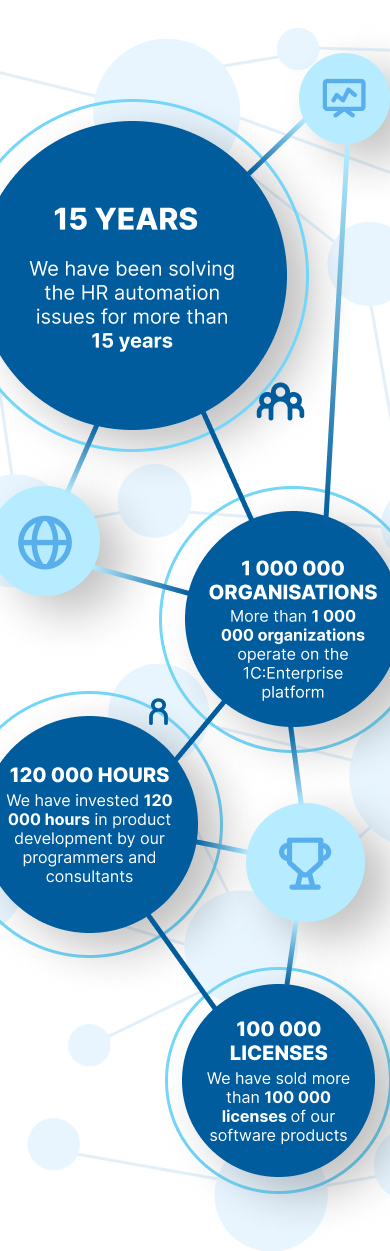 15 YEARS
We have been solving
the HR automation
issues for more than
15 years
1 000 000
ORGANISATIONS
More than 1 000
000 organizations
operate on the
1C:Enterprise
platform
120 000 HOURS
We have invested 120
000 hours in product
development by our
programmers and
consultants
100 000
LICENSES
We have sold more
than 100 000
licenses of our
software products